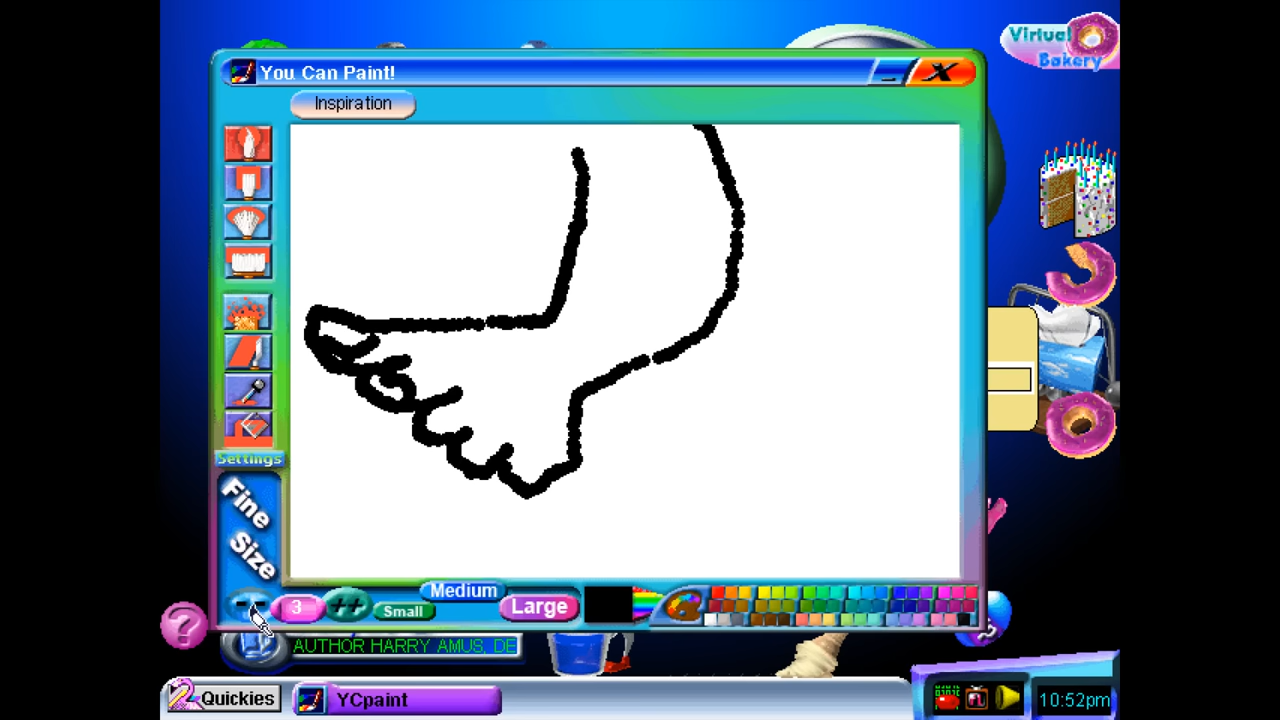 Virtual
Bakery
You Can Paint!
Inspiration
Settings
Fine
Size
3
Small
Medium
Large
AUTHOR HARRY AMUS, DE
Quickies
YCpaint
10:52pm